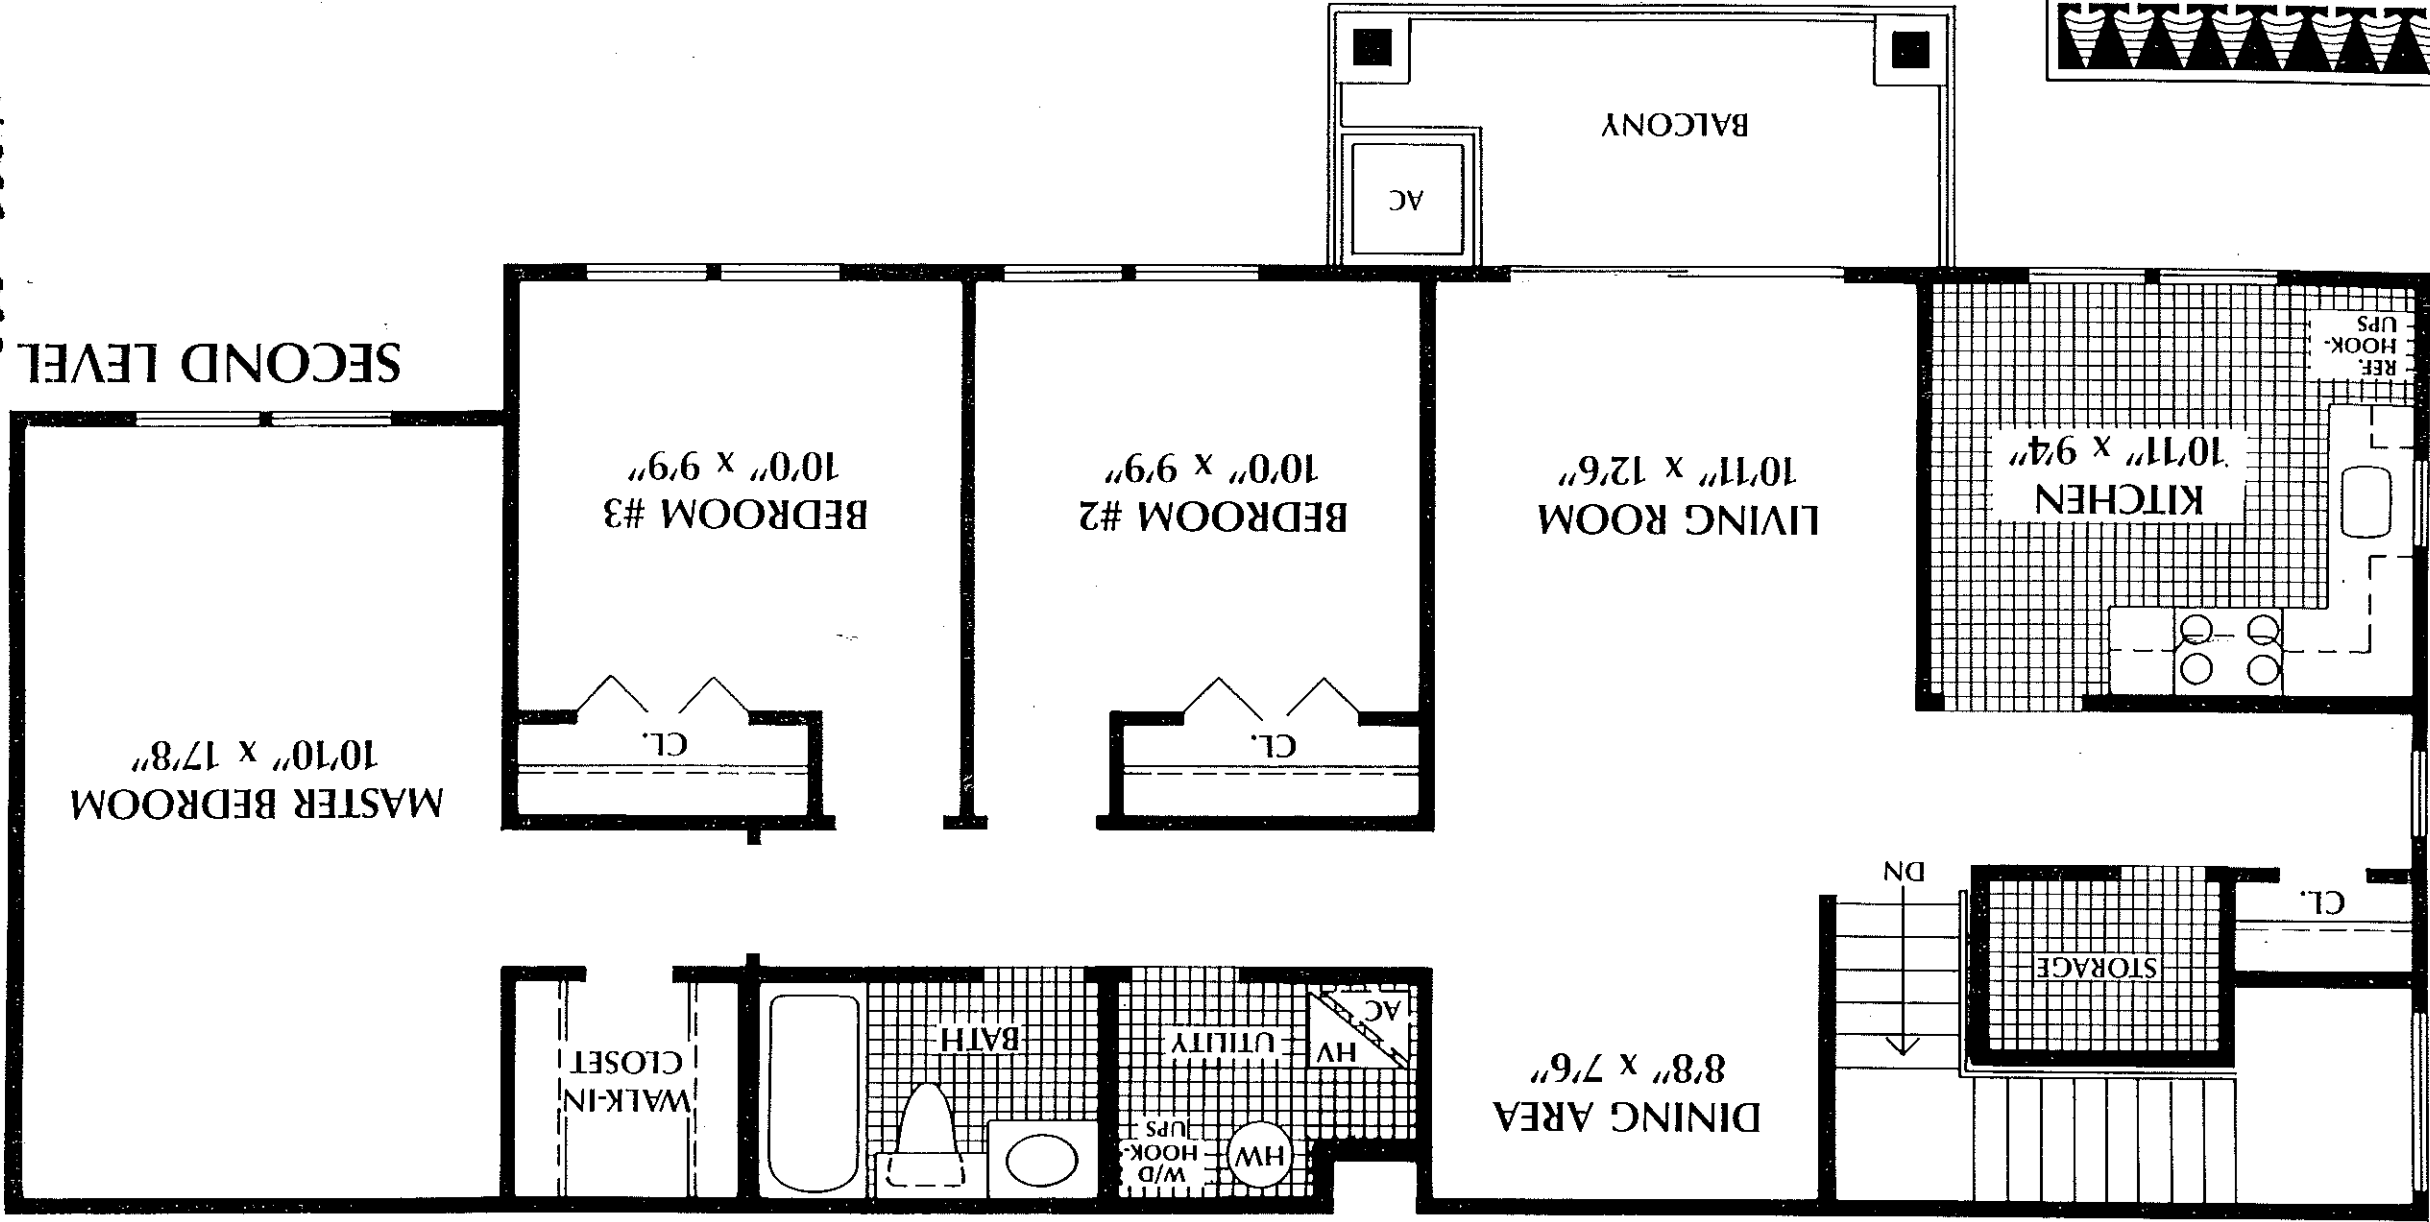 CL.
STORAGE
DN
DINING AREA
8'8" x 7'6"
W/D
HOOK-
UPS
HW
HV
AC
UTILITY
BATH
WALK-IN
CLOSET
MASTER BEDROOM
10'10" x 17'8"
KITCHEN
10'11" x 9'4"
REF.
HOOK-
UPS
LIVING ROOM
10'11" x 12'6"
CL.
BEDROOM #2
10'0" x 9'9"
CL.
BEDROOM #3
10'0" x 9'9"
SECOND LEVEL
AC
BALCONY